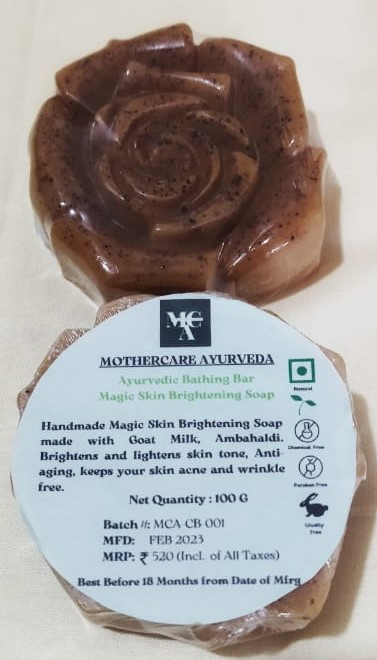 MCA
MOTHERCARE AYURVEDA
Ayurvedic Bathing Bar
Magic Skin Brightening Soap
Handmade Magic Skin Brightening Soap
made with Goat Milk, Ambahaldi.
Brightens and lightens skin tone, Anti-
aging, keeps your skin acne and wrinkle
free.
Net Quantity : 100 G
Batch #: MCA-CB-001
MFD: FEB 2023
MRP: ₹ 520 (Incl. of All Taxes)
Best Before 18 Months from Date of Mfrg
Natural
Chemical Free
Paraben Free
Cruelty
Free